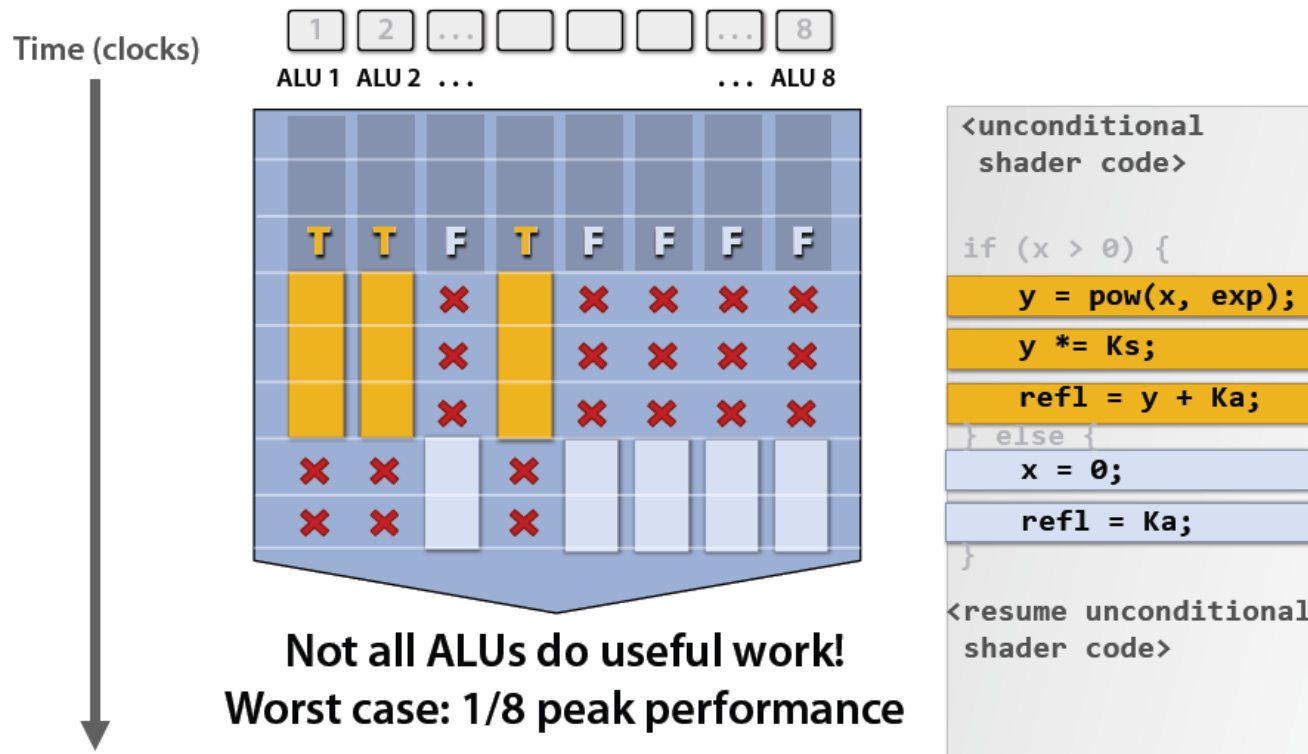 1 2 ... ... 8
Time (clocks)
ALU 1 ALU 2 ... ... ALU 8
T T F T F F F F
<unconditional
shader code>
if (x > 0) {
y = pow(x, exp);
y *= Ks;
refl = y + Ka;
} else {
x = 0;
refl = Ka;
}
<resume unconditional
shader code>
Not all ALUs do useful work!
Worst case: 1/8 peak performance